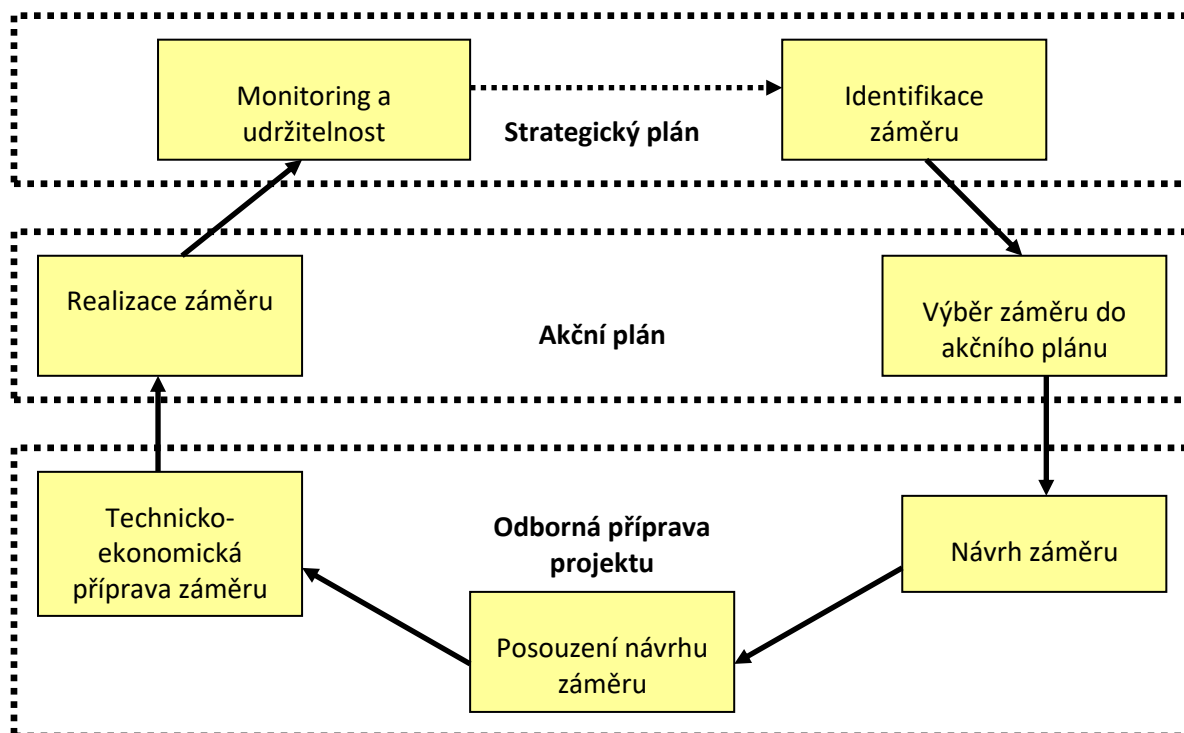 Monitoring a
udržitelnost
Strategický plán
Identifikace
záměru
Realizace záměru
Akční plán
Výběr záměru do
akčního plánu
Technicko-
ekonomická
příprava záměru
Odborná příprava
projektu
Návrh záměru
Posouzení návrhu
záměru